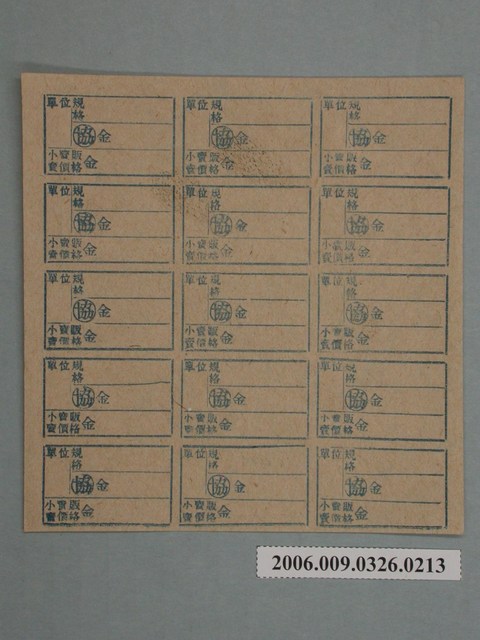 單位規
格
協 金
小賣販
賣價格 金
單位規
格
協 金
小賣販
賣價格 金
單位規
格
協 金
小賣販
賣價格 金
單位規
格
協 金
小賣販
賣價格 金
單位規
格
協 金
小賣販
賣價格 金
單位規
格
協 金
小賣販
賣價格 金
單位規
格
協 金
小賣販
賣價格 金
單位規
格
協 金
小賣販
賣價格 金
單位規
格
協 金
小賣販
賣價格 金
單位規
格
協 金
小賣販
賣價格 金
單位規
格
協 金
小賣販
賣價格 金
單位規
格
協 金
小賣販
賣價格 金
單位規
格
協 金
小賣販
賣價格 金
單位規
格
協 金
小賣販
賣價格 金
單位規
格
協 金
小賣販
賣價格 金
2006.009.0326.0213